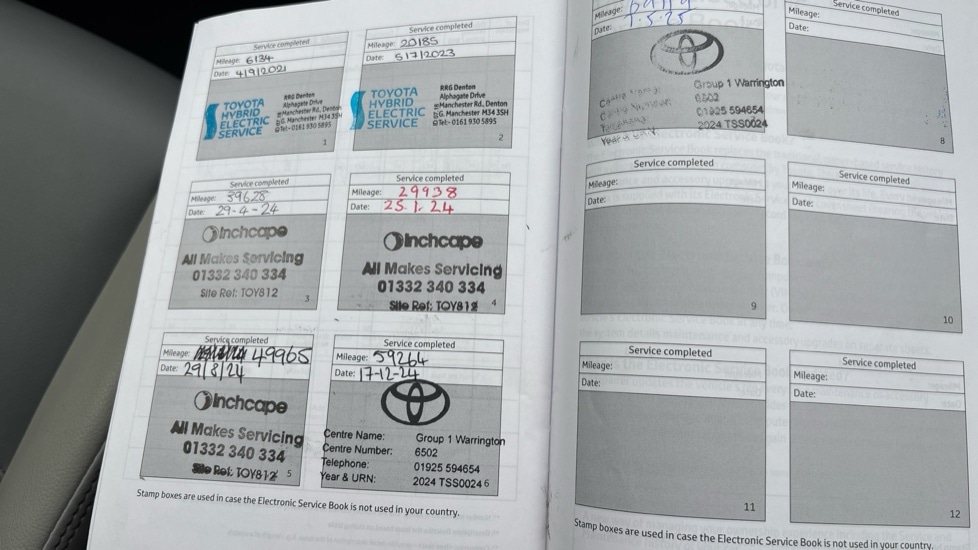 Service completed
Mileage: 6134
Date: 4/9/2021
TOYOTA
HYBRID
ELECTRIC
SERVICE
RRG Denton
Alphagate Drive
Manchester Rd, Denton
G. Manchester M34 3SH
Tel:- 0161 930 5895
1
Service completed
Mileage: 20185
Date: 5/7/2023
TOYOTA
HYBRID
ELECTRIC
SERVICE
RRG Denton
Alphagate Drive
Manchester Rd, Denton
G. Manchester M34 3SH
Tel:- 0161 930 5895
2
Service completed
Mileage: 39628
Date: 29-4-24
Inchcape
All Makes Servicing
01332 340 334
Site Ref: TOY812
3
Service completed
Mileage: 29938
Date: 25.1.24
Inchcape
All Makes Servicing
01332 340 334
Site Ref: TOY812
4
Service completed
Mileage: 49965
Date: 29/8/24
Inchcape
All Makes Servicing
01332 340 334
Site Ref: TOY812
5
Service completed
Mileage: 59264
Date: 17-12-24
Centre Name: Group 1 Warrington
Centre Number: 6502
Telephone: 01925 594654
Year & URN: 2024 TSS0024
6
Stamp boxes are used in case the Electronic Service Book is not used in your country.
Mileage:
Date: 7.5.25
Group 1 Warrington
6502
01925 594654
Year & URN: 2024 TSS0024
Service completed
Mileage:
Date:
8
Service completed
Mileage:
Date:
9
Service completed
Mileage:
Date:
10
Service completed
Mileage:
Date:
11
Service completed
Mileage:
Date:
12
Stamp boxes are used in case the Electronic Service Book is not used in your country.